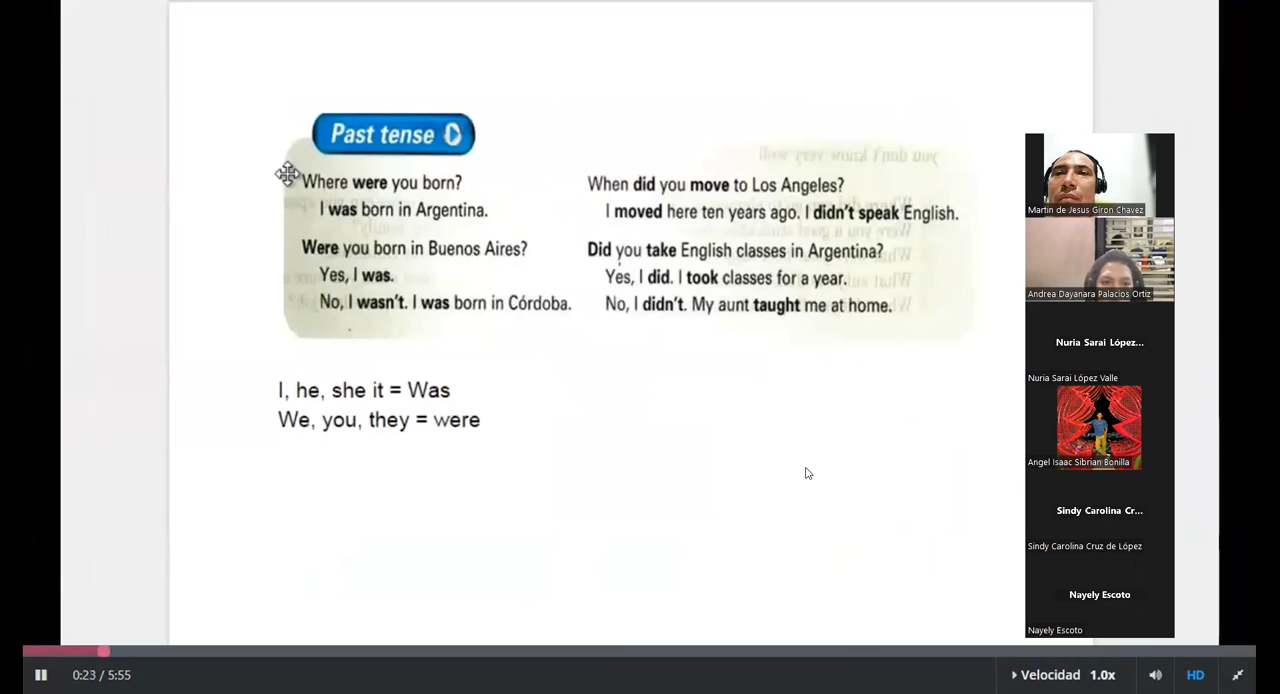 Past tense
Where were you born?
I was born in Argentina.
Were you born in Buenos Aires?
Yes, I was.
No, I wasn't. I was born in Córdoba.
When did you move to Los Angeles?
I moved here ten years ago. I didn't speak English.
Did you take English classes in Argentina?
Yes, I did. I took classes for a year.
No, I didn't. My aunt taught me at home.
you don't know very well
I, he, she it = Was
We, you, they = were
Martin de Jesus Giron Chavez
Andrea Dayanara Palacios Ortiz
Nuria Sarai López...
Nuria Sarai López Valle
Angel Isaac Sibrian Bonilla
Sindy Carolina Cr...
Sindy Carolina Cruz de López
Nayely Escoto
Nayely Escoto
0:23 / 5:55
Velocidad 1.0x
HD